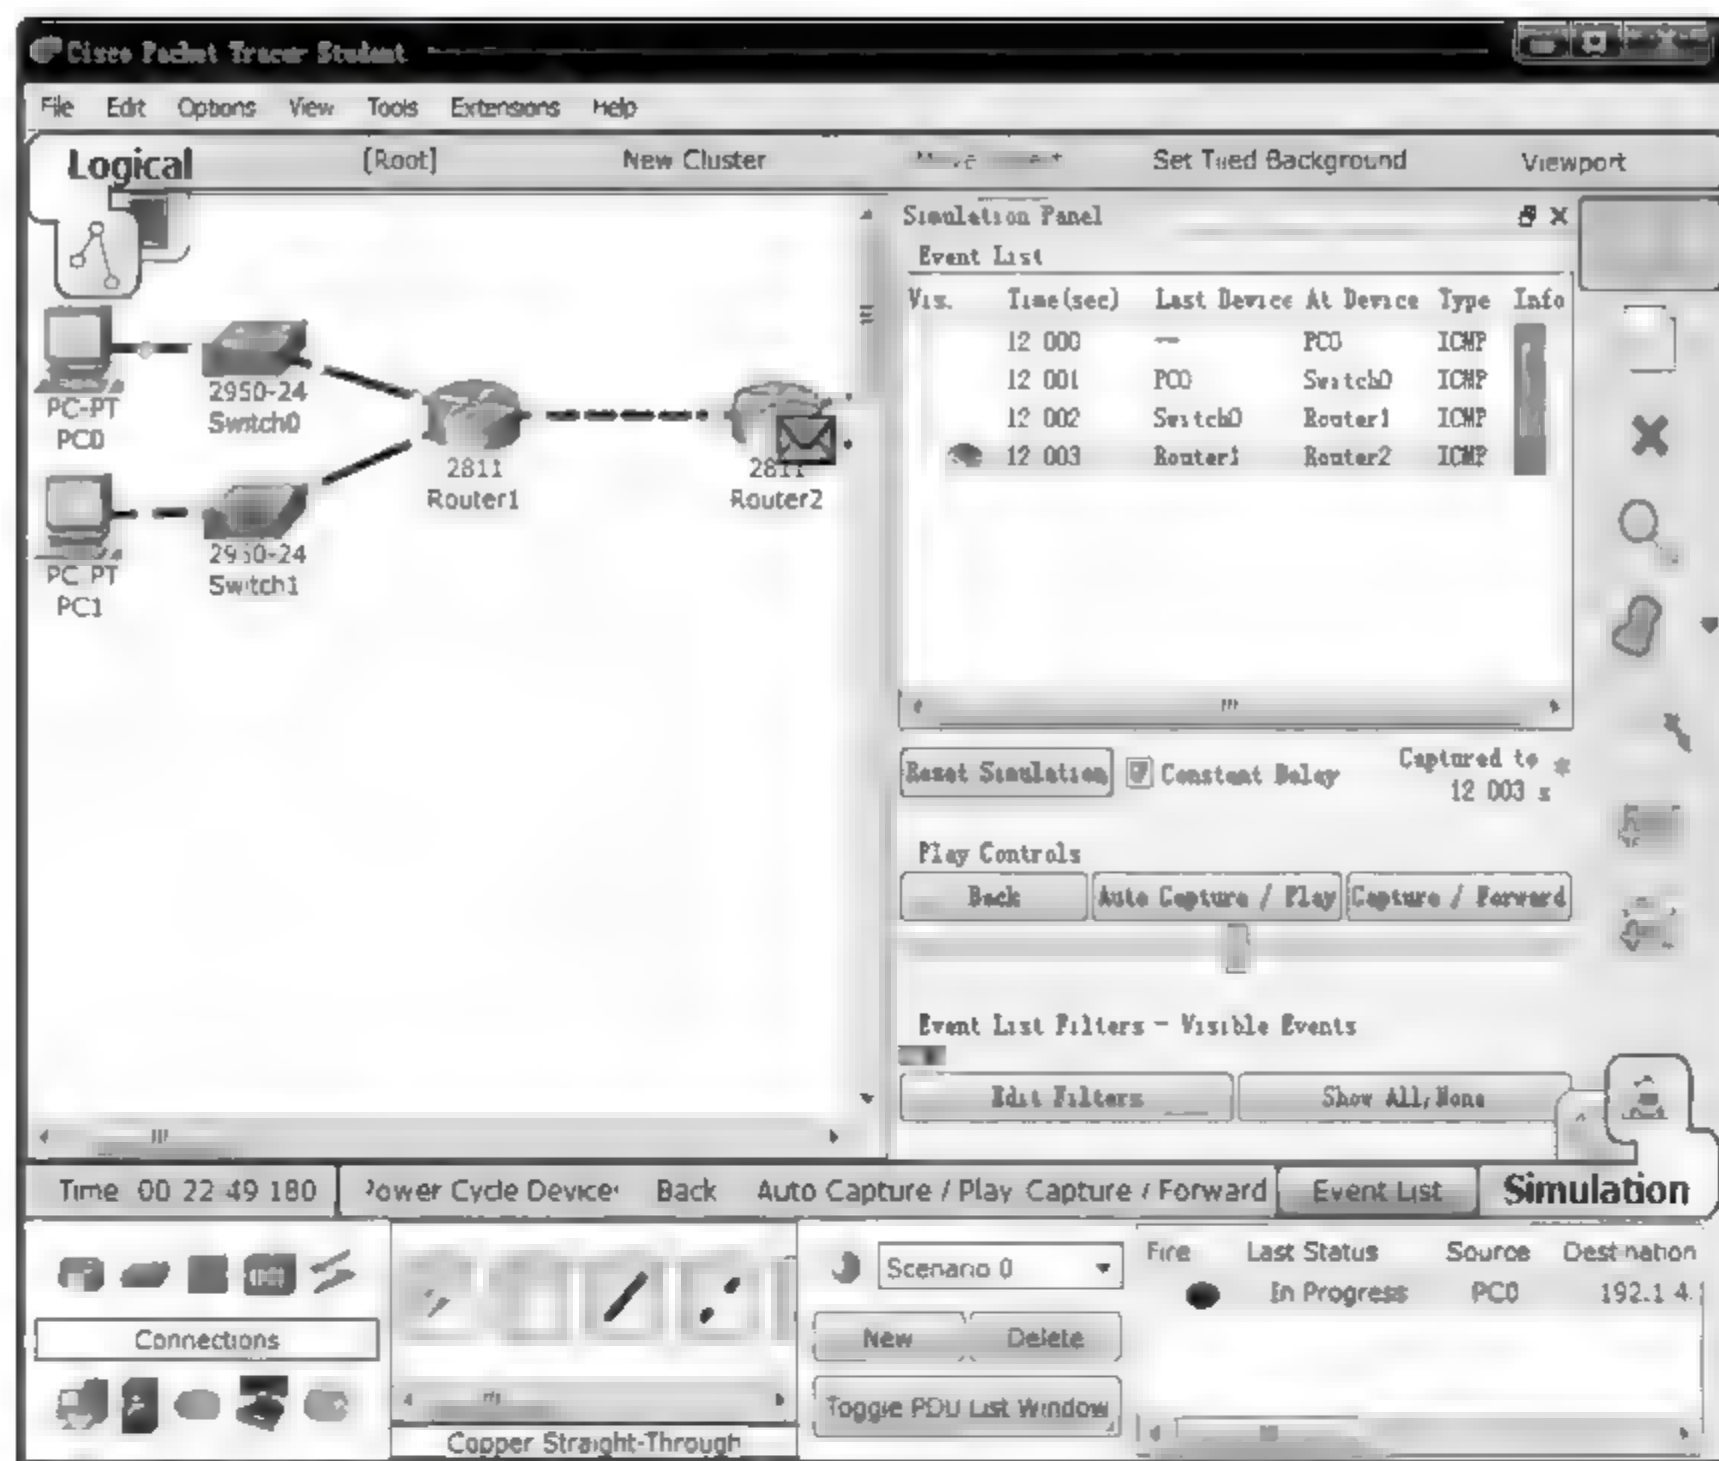 Cisco Packet Tracer Student
File Edit Options View Tools Extensions Help
Logical [Root] New Cluster Set Tiled Background Viewport
Simulation Panel
Event List
Vis. Time(sec) Last Device At Device Type Info
12 000 -- PC0 ICMP
12 001 PC0 Switch0 ICMP
12 002 Switch0 Router1 ICMP
12 003 Router1 Router2 ICMP
PC-PT
PC0
2950-24
Switch0
2811
Router1
2811
Router2
PC-PT
PC1
2950-24
Switch1
Reset Simulation Constant Delay Captured to
12 003 s
Play Controls
Back Auto Capture / Play Capture / Forward
Event List Filters - Visible Events
Edit Filters Show All/None
Time 00 22 49 180 Power Cycle Devices Back Auto Capture / Play Capture / Forward Event List Simulation
Fire Last Status Source Destination
In Progress PC0 192.1.4.
Scenario 0
New Delete
Toggle PDU List Window
Connections
Copper Straight-Through